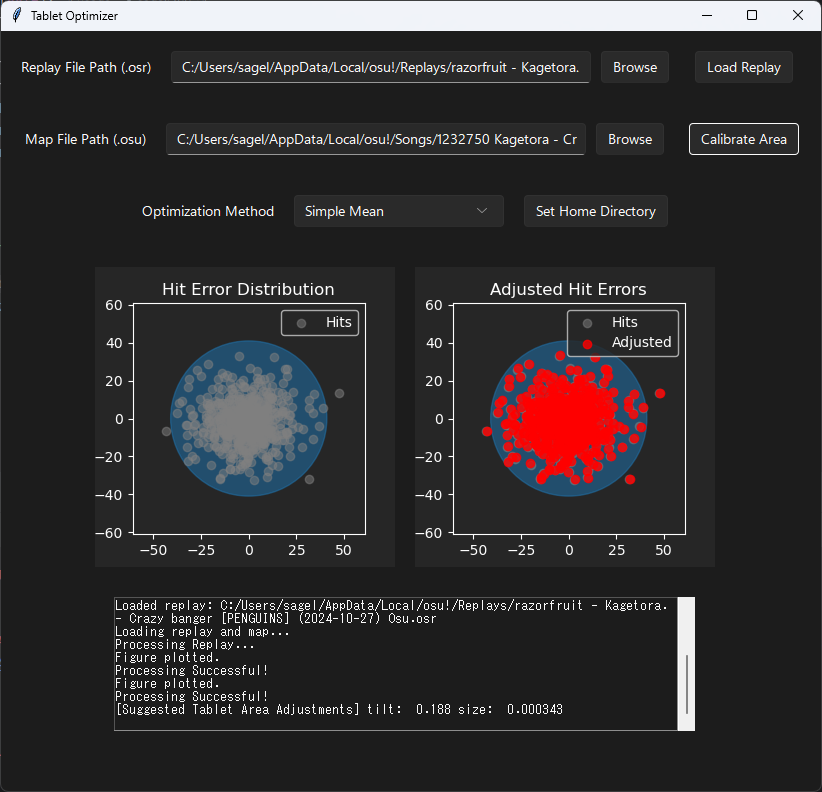 Tablet Optimizer
Replay File Path (.osr)
C:/Users/sagel/AppData/Local/osu!/Replays/razorfruit - Kagetora.
Browse
Load Replay
Map File Path (.osu)
C:/Users/sagel/AppData/Local/osu!/Songs/1232750 Kagetora - Cr
Browse
Calibrate Area
Optimization Method
Simple Mean
Set Home Directory
Hit Error Distribution
Hits
60
40
20
0
−20
−40
−60
−50
−25
0
25
50
Adjusted Hit Errors
Hits
Adjusted
60
40
20
0
−20
−40
−60
−50
−25
0
25
50
Loaded replay: C:/Users/sagel/AppData/Local/osu!/Replays/razorfruit - Kagetora.
- Crazy banger [PENGUINS] (2024-10-27) Osu.osr
Loading replay and map...
Processing Replay...
Figure plotted.
Processing Successful!
Figure plotted.
Processing Successful!
[Suggested Tablet Area Adjustments] tilt: 0.188 size: 0.000343